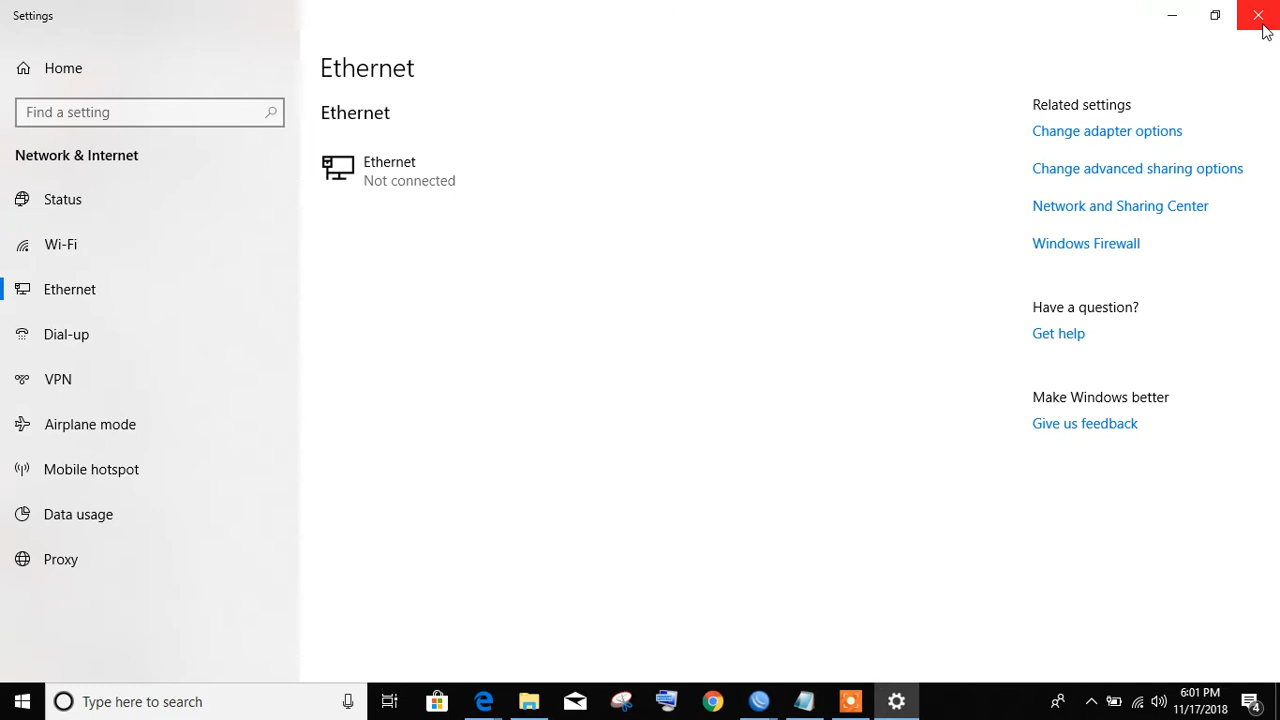 Settings
Home
Find a setting
Network & Internet
Status
Wi-Fi
Ethernet
Dial-up
VPN
Airplane mode
Mobile hotspot
Data usage
Proxy
Ethernet
Ethernet
Ethernet
Not connected
Related settings
Change adapter options
Change advanced sharing options
Network and Sharing Center
Windows Firewall
Have a question?
Get help
Make Windows better
Give us feedback
Type here to search
6:01 PM
11/17/2018
4